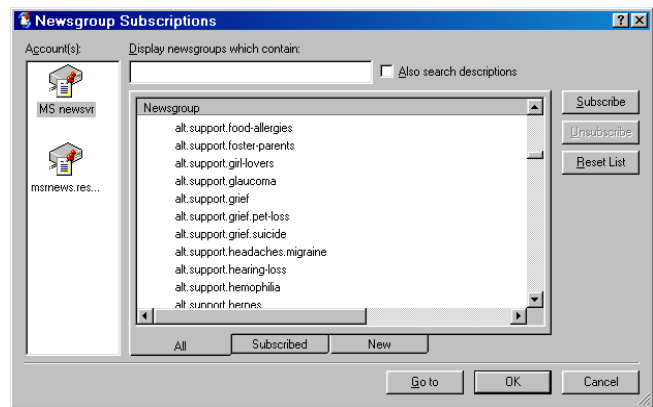 Newsgroup Subscriptions
Account(s):
Display newsgroups which contain:
Also search descriptions
MS newsvr
msrnews.res...
Newsgroup
alt.support.food-allergies
alt.support.foster-parents
alt.support.girl-lovers
alt.support.glaucoma
alt.support.grief
alt.support.grief.pet-loss
alt.support.grief.suicide
alt.support.headaches.migraine
alt.support.hearing-loss
alt.support.hemophilia
alt.support.herpes
Subscribe
Unsubscribe
Reset List
All
Subscribed
New
Go to
OK
Cancel